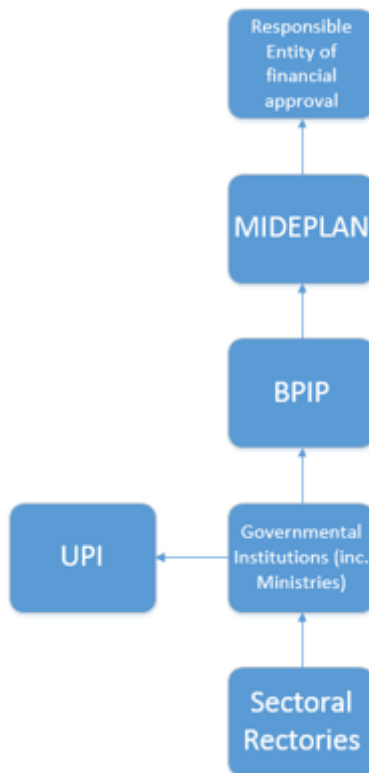 Responsible
Entity of
financial
approval
MIDEPLAN
BPIP
UPI
Governmental
Institutions (inc.
Ministries)
Sectoral
Rectories